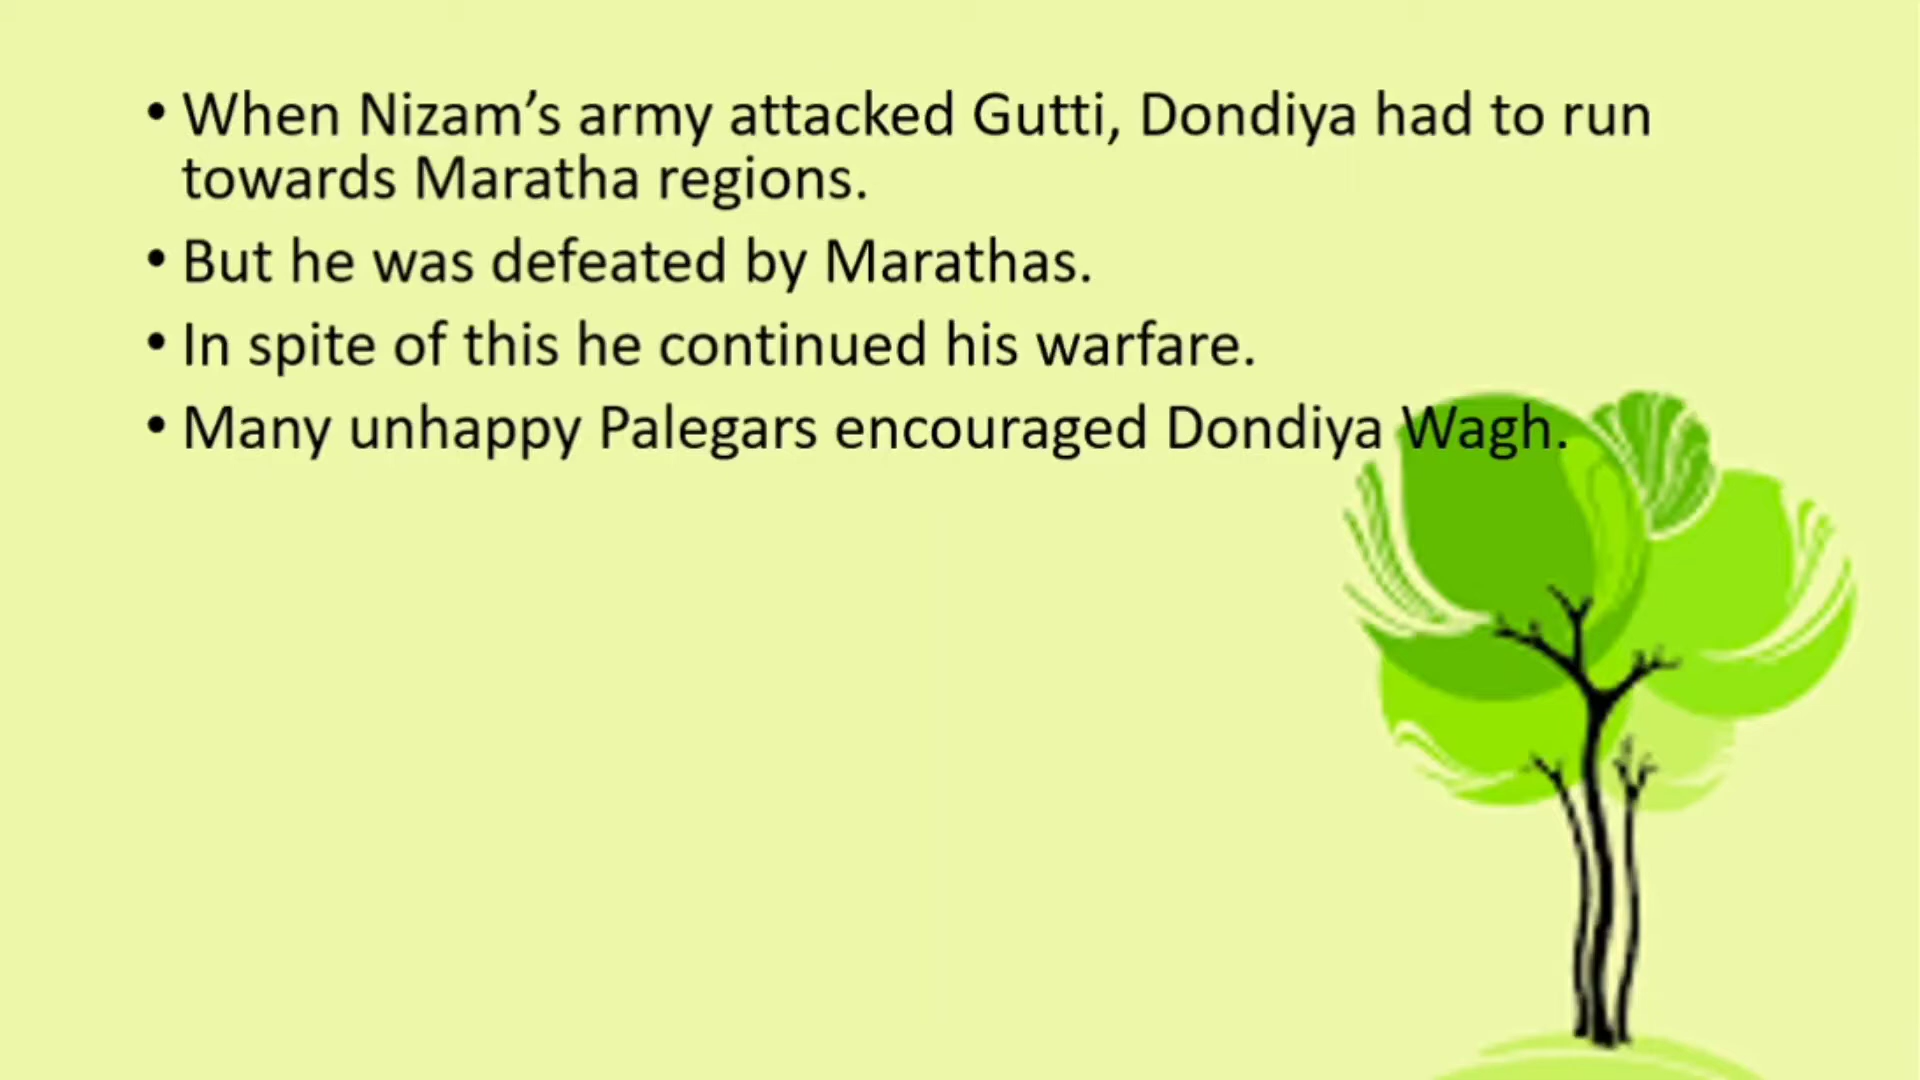 • When Nizam’s army attacked Gutti, Dondiya had to run
towards Maratha regions.
• But he was defeated by Marathas.
• In spite of this he continued his warfare.
• Many unhappy Palegars encouraged Dondiya Wagh.